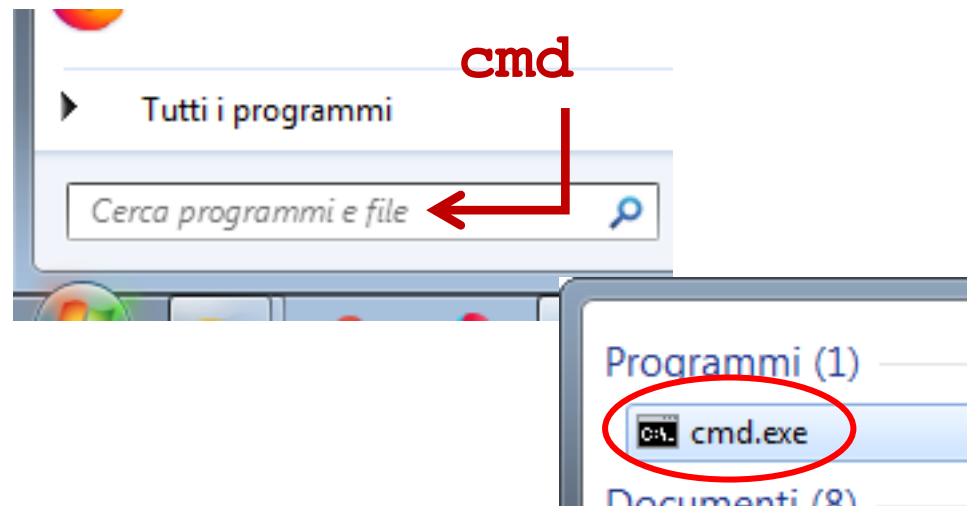 cmd
Tutti i programmi
Cerca programmi e file
Programmi (1)
C:\. cmd.exe
Documenti (8)